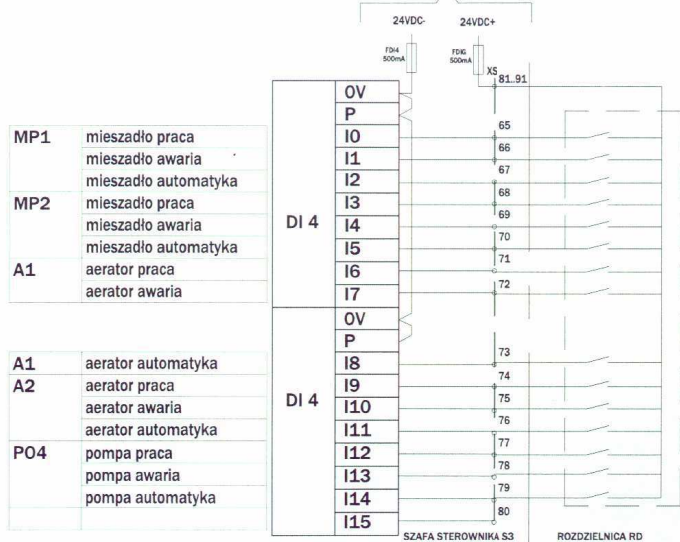 24VDC- 24VDC+
FDI4 500mA FDIG 500mA
X5 81..91
0V
P
MP1 mieszadło praca I0 65
mieszadło awaria I1 66
mieszadło automatyka I2 67
MP2 mieszadło praca I3 68
mieszadło awaria DI 4 I4 69
mieszadło automatyka I5 70
A1 aerator praca I6 71
aerator awaria I7 72
0V
P
A1 aerator automatyka I8 73
A2 aerator praca I9 74
aerator awaria DI 4 I10 75
aerator automatyka I11 76
PO4 pompa praca I12 77
pompa awaria I13 78
pompa automatyka I14 79
I15 80
SZAFA STEROWNIKA S3 ROZDZIELNICA RD